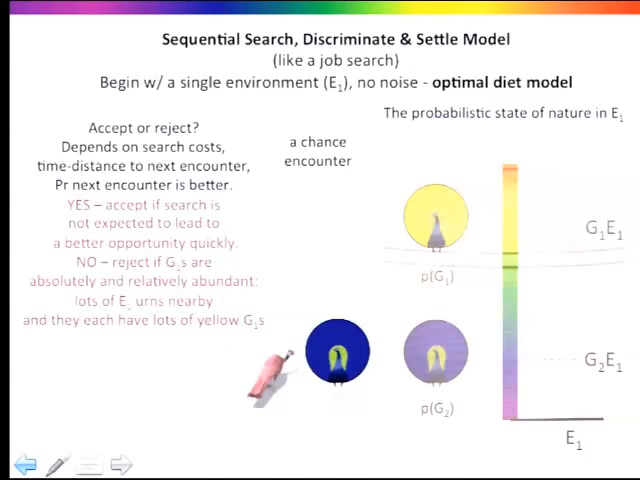 Sequential Search, Discriminate & Settle Model
(like a job search)
Begin w/ a single environment (E₁), no noise - optimal diet model
The probabilistic state of nature in E₁
Accept or reject?
Depends on search costs,
time-distance to next encounter,
Pr next encounter is better.
YES – accept if search is
not expected to lead to
a better opportunity quickly.
NO – reject if G₁s are
absolutely and relatively abundant:
lots of E₁ urns nearby
and they each have lots of yellow G₁s
a chance
encounter
G₁E₁
p(G₁)
G₂E₁
p(G₂)
E₁